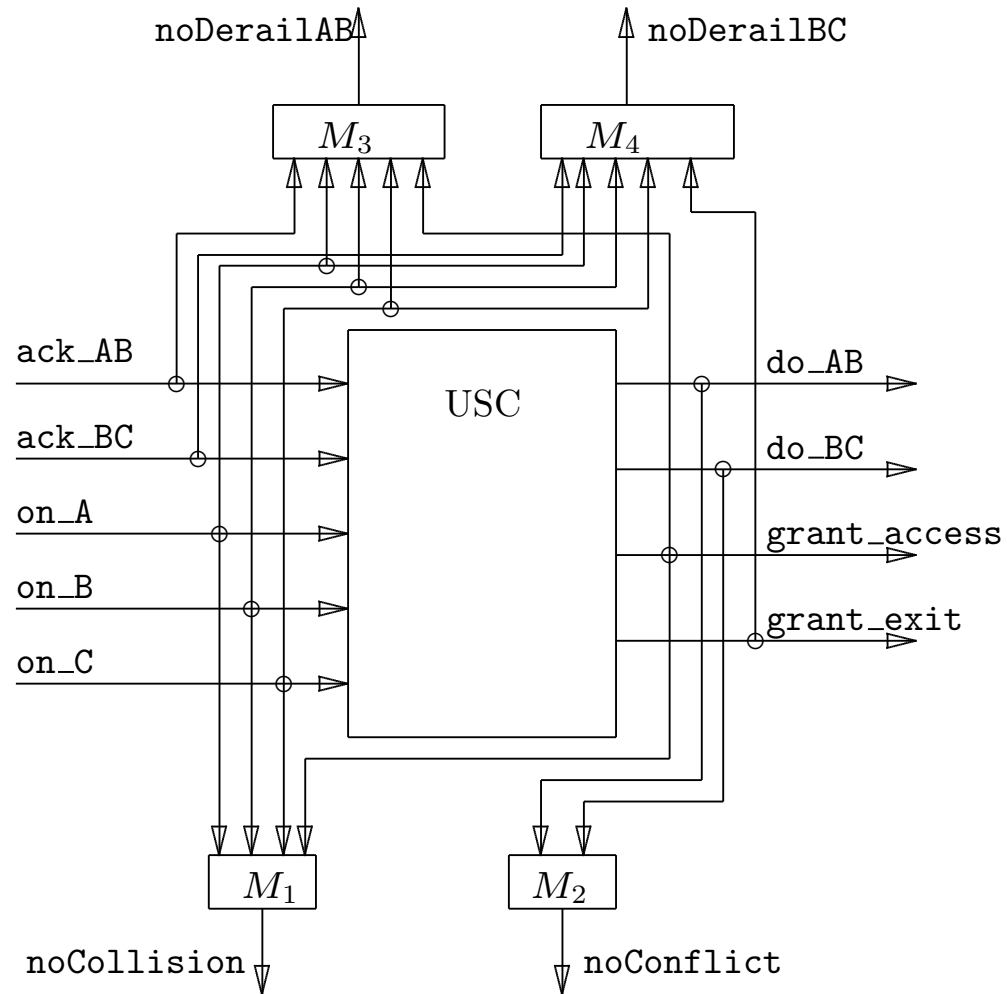 noDerailAB
noDerailBC
M₃
M₄
ack_AB
do_AB
USC
ack_BC
do_BC
on_A
grant_access
on_B
grant_exit
on_C
M₁
M₂
noCollision
noConflict